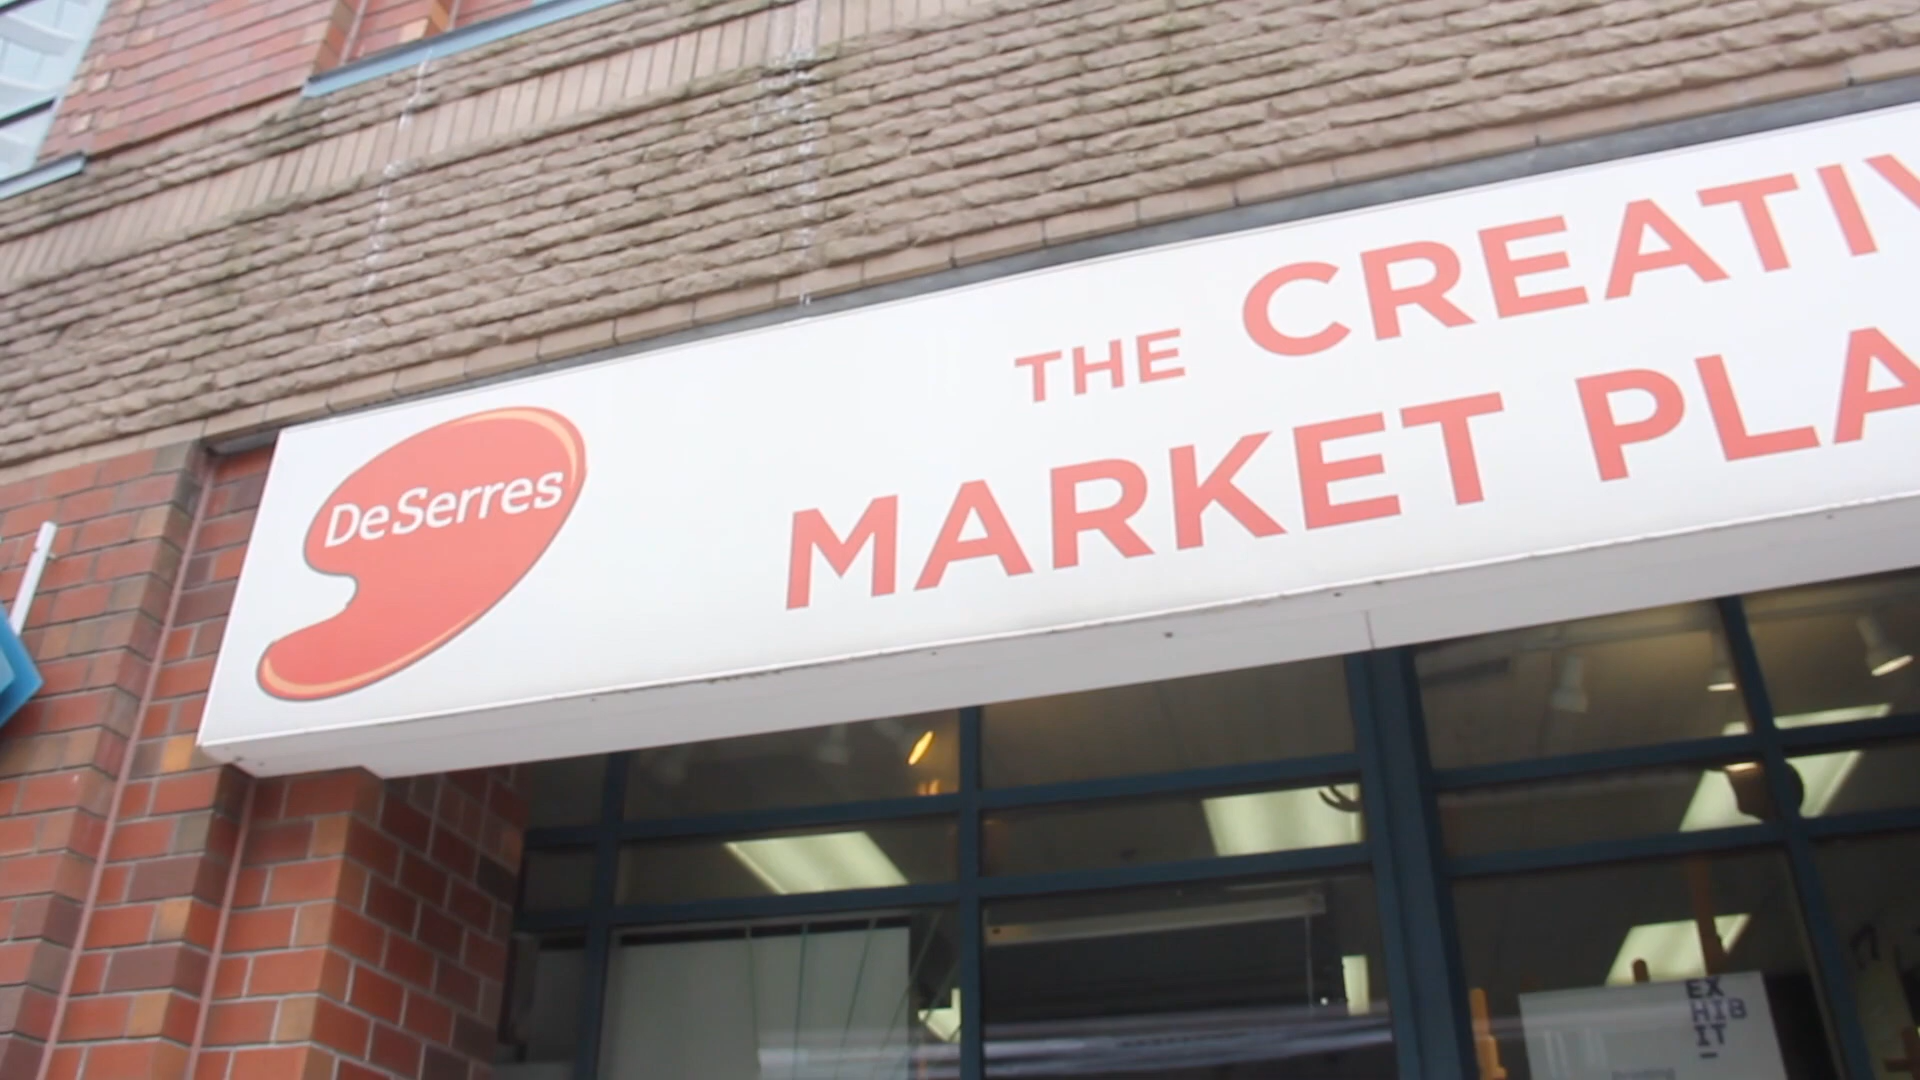 DeSerres
THE CREATIV
MARKET PLA
EX
HIB
IT